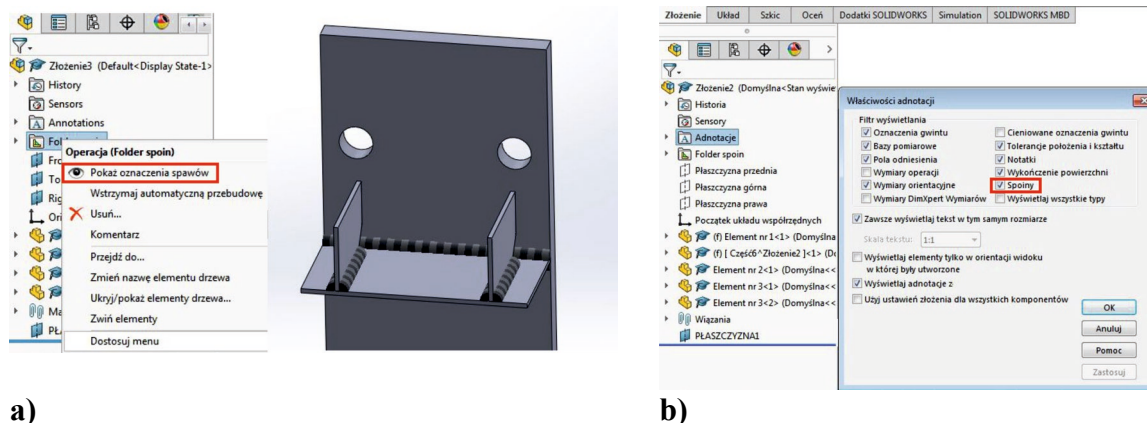 Złożenie3 (Default<Display State-1>
History
Sensors
Annotations
Operacja (Folder spoin)
Pokaż oznaczenia spawów
Wstrzymaj automatyczną przebudowę
Usuń...
Komentarz
Przejdź do...
Zmień nazwę elementu drzewa
Ukryj/pokaż elementy drzewa...
Zwiń elementy
Dostosuj menu
a)
Złożenie Układ Szkic Oceń Dodatki SOLIDWORKS Simulation SOLIDWORKS MBD
Złożenie2 (Domyślna<Stan wyświe
Historia
Sensory
Adnotacje
Folder spoin
Płaszczyzna przednia
Płaszczyzna górna
Płaszczyzna prawa
Początek układu współrzędnych
(f) Element nr 1<1> (Domyślna
(f) [ Część6^Złożenie2 ]<1> (Do
Element nr 2<1> (Domyślna<<
Element nr 3<1> (Domyślna<<
Element nr 3<2> (Domyślna<<
Wiązania
PŁASZCZYZNA1
Właściwości adnotacji
Filtr wyświetlania
Oznaczenia gwintu Cieniowane oznaczenia gwintu
Bazy pomiarowe Tolerancje położenia i kształtu
Pola odniesienia Notatki
Wymiary operacji Wykończenie powierzchni
Wymiary orientacyjne Spoiny
Wymiary DimXpert Wymiarów Wyświetlaj wszystkie typy
Zawsze wyświetlaj tekst w tym samym rozmiarze
Skala tekstu: 1:1
Wyświetlaj elementy tylko w orientacji widoku
w której były utworzone
Wyświetlaj adnotacje z
Użyj ustawień złożenia dla wszystkich komponentów
OK
Anuluj
Pomoc
Zastosuj
b)